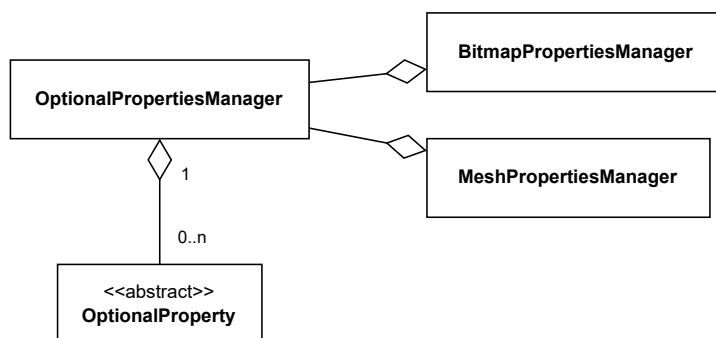 BitmapPropertiesManager
OptionalPropertiesManager
MeshPropertiesManager
1
0..n
<<abstract>>
OptionalProperty